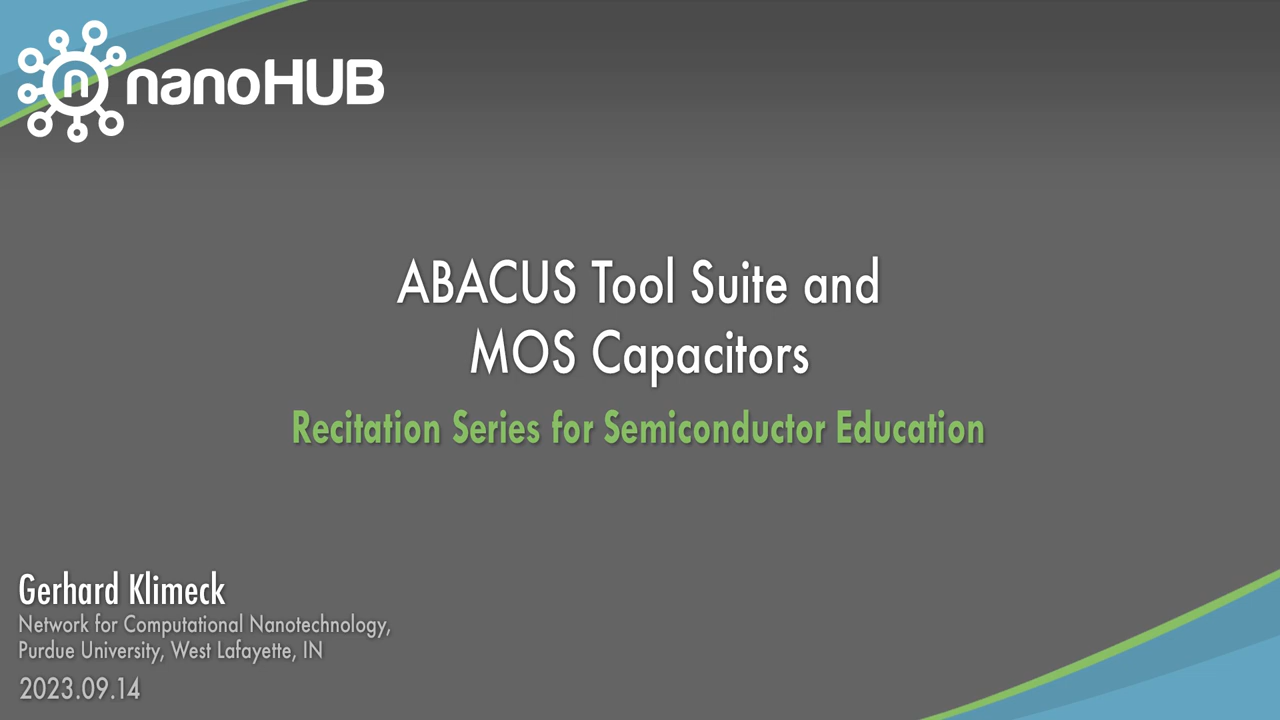 nanoHUB
ABACUS Tool Suite and
MOS Capacitors
Recitation Series for Semiconductor Education
Gerhard Klimeck
Network for Computational Nanotechnology,
Purdue University, West Lafayette, IN
2023.09.14